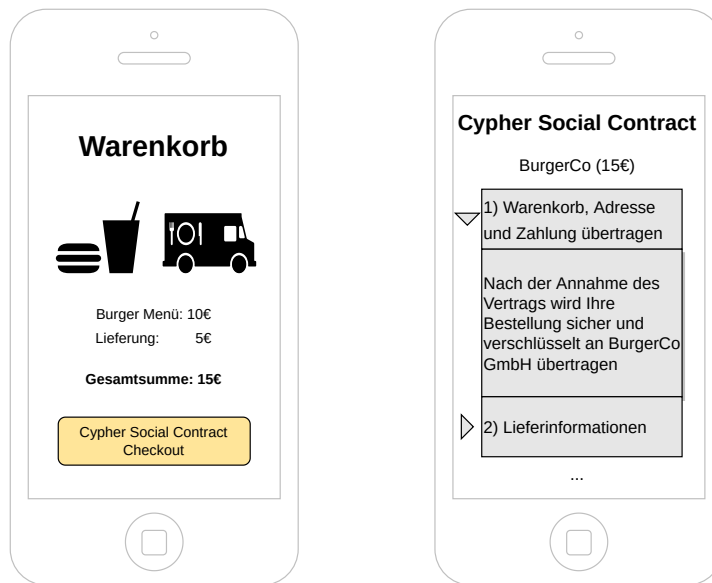 Warenkorb
Burger Menü: 10€
Lieferung: 5€
Gesamtsumme: 15€
Cypher Social Contract
Checkout
Cypher Social Contract
BurgerCo (15€)
1) Warenkorb, Adresse
und Zahlung übertragen
Nach der Annahme des
Vertrags wird Ihre
Bestellung sicher und
verschlüsselt an BurgerCo
GmbH übertragen
2) Lieferinformationen
...